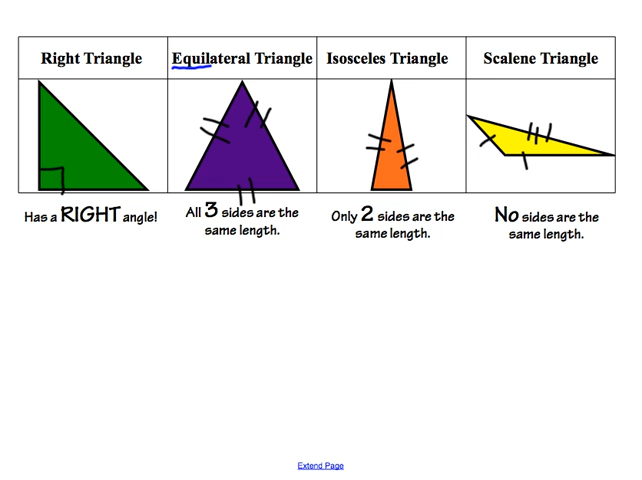 Right Triangle
Equilateral Triangle
Isosceles Triangle
Scalene Triangle
Has a RIGHT angle!
All 3 sides are the
same length.
Only 2 sides are the
same length.
No sides are the
same length.
Extend Page